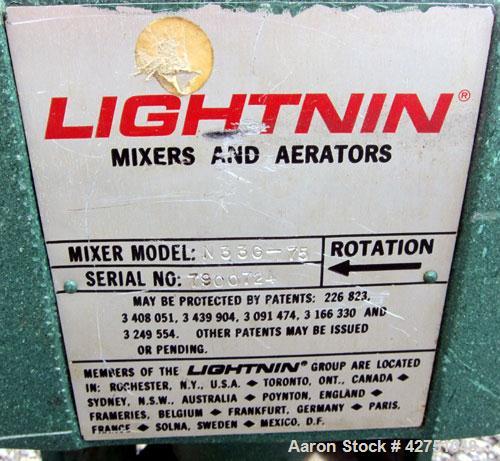 LIGHTNIN®
MIXERS AND AERATORS
MIXER MODEL: N33G-75
ROTATION
SERIAL NO: 7900724
MAY BE PROTECTED BY PATENTS: 226 823,
3 408 051, 3 439 904, 3 091 474, 3 166 330 AND
3 249 554. OTHER PATENTS MAY BE ISSUED
OR PENDING.
MEMBERS OF THE LIGHTNIN® GROUP ARE LOCATED
IN: ROCHESTER, N.Y., U.S.A. ◆ TORONTO, ONT., CANADA ◆
SYDNEY, N.S.W., AUSTRALIA ◆ POYNTON, ENGLAND ◆
FRAMERIES, BELGIUM ◆ FRANKFURT, GERMANY ◆ PARIS,
FRANCE ◆ SOLNA, SWEDEN ◆ MEXICO, D.F.
Aaron Stock #